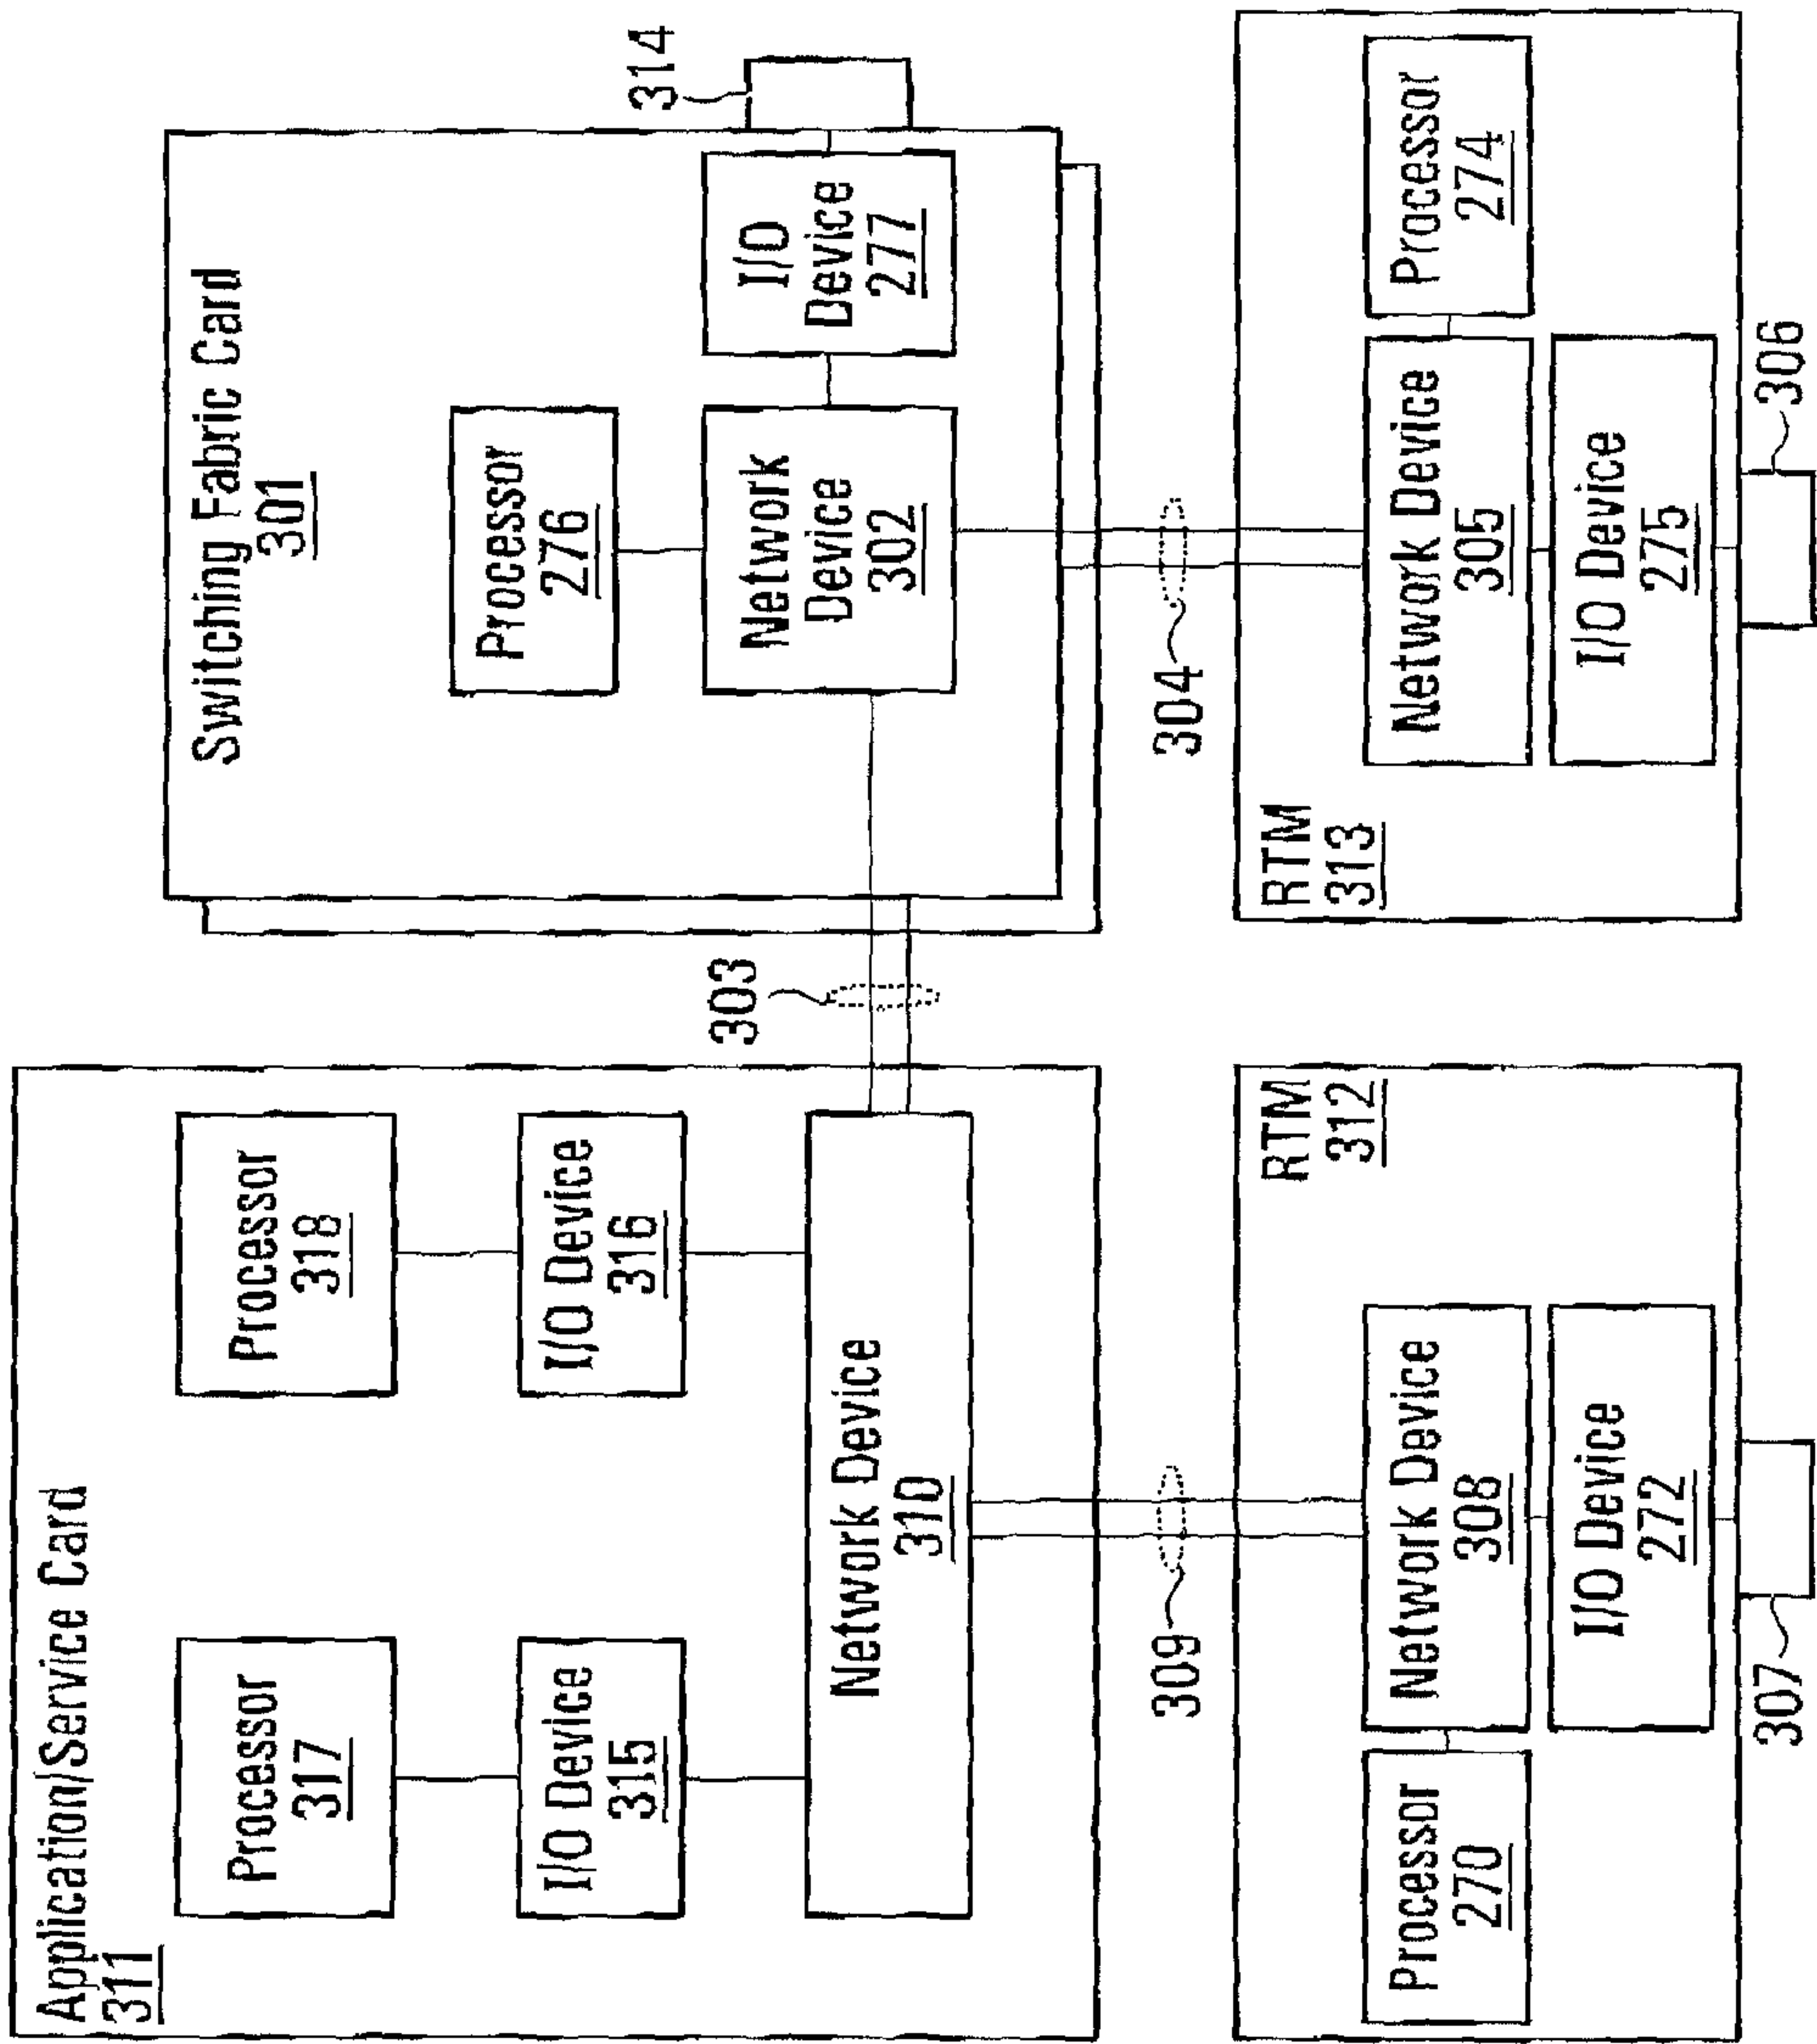 Application/Service Card
311
Processor
317
Processor
318
I/O Device
315
I/O Device
316
Network Device
310
303
Switching Fabric Card
301
Processor
276
Network
Device
302
I/O
Device
277
314
309
304
RTM
312
Processor
270
Network Device
308
I/O Device
272
307
RTM
313
Network Device
305
Processor
274
I/O Device
275
306